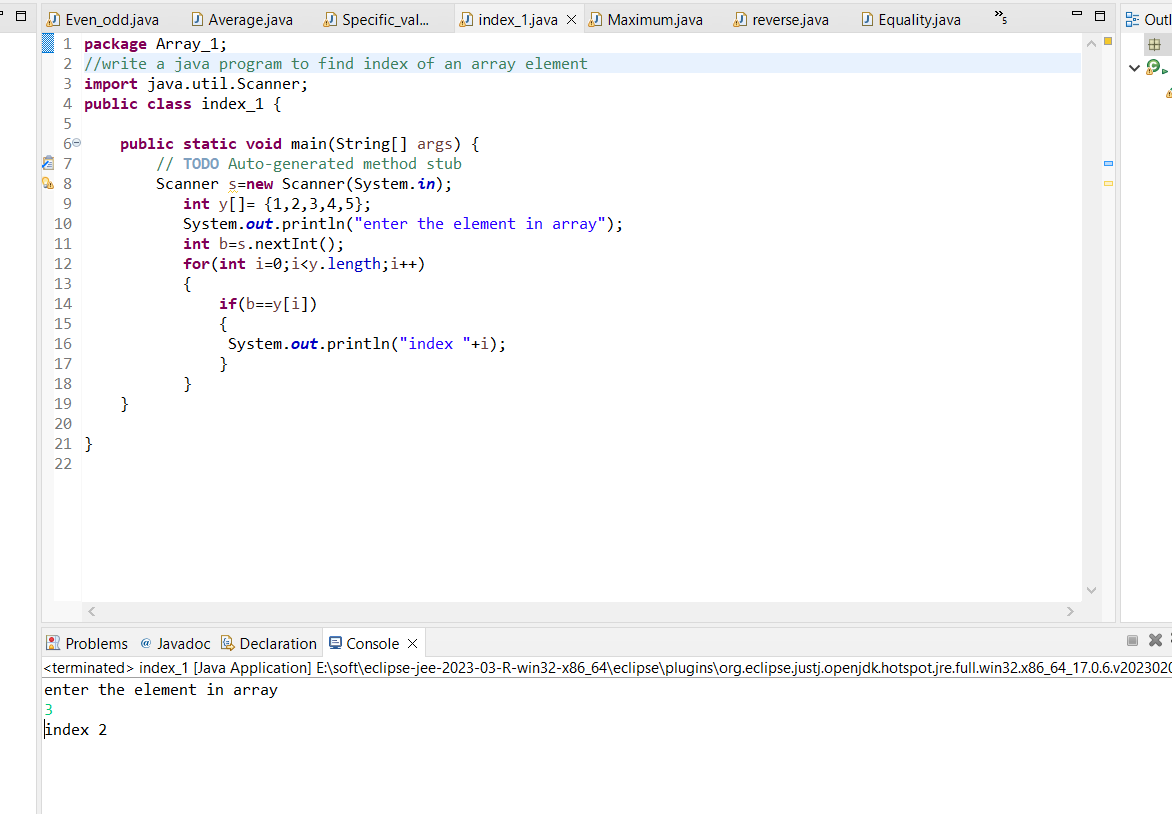 Even_odd.java Average.java Specific_val... index_1.java Maximum.java reverse.java Equality.java »5 Outl
1 package Array_1;
2 //write a java program to find index of an array element
3 import java.util.Scanner;
4 public class index_1 {
5
6 public static void main(String[] args) {
7 // TODO Auto-generated method stub
8 Scanner s=new Scanner(System.in);
9 int y[]= {1,2,3,4,5};
10 System.out.println("enter the element in array");
11 int b=s.nextInt();
12 for(int i=0;i<y.length;i++)
13 {
14 if(b==y[i])
15 {
16 System.out.println("index "+i);
17 }
18 }
19 }
20
21 }
22
Problems @ Javadoc Declaration Console
<terminated> index_1 [Java Application] E:\soft\eclipse-jee-2023-03-R-win32-x86_64\eclipse\plugins\org.eclipse.justj.openjdk.hotspot.jre.full.win32.x86_64_17.0.6.v2023020
enter the element in array
3
index 2